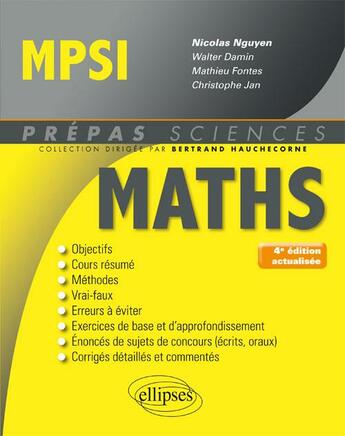 MPSI
Nicolas Nguyen
Walter Damin
Mathieu Fontes
Christophe Jan
PRÉPAS SCIENCES
COLLECTION DIRIGÉE PAR BERTRAND HAUCHECORNE
MATHS
4e édition
actualisée
• Objectifs
• Cours résumé
• Méthodes
• Vrai-faux
• Erreurs à éviter
• Exercices de base et d'approfondissement
• Énoncés de sujets de concours (écrits, oraux)
• Corrigés détaillés et commentés
ellipses